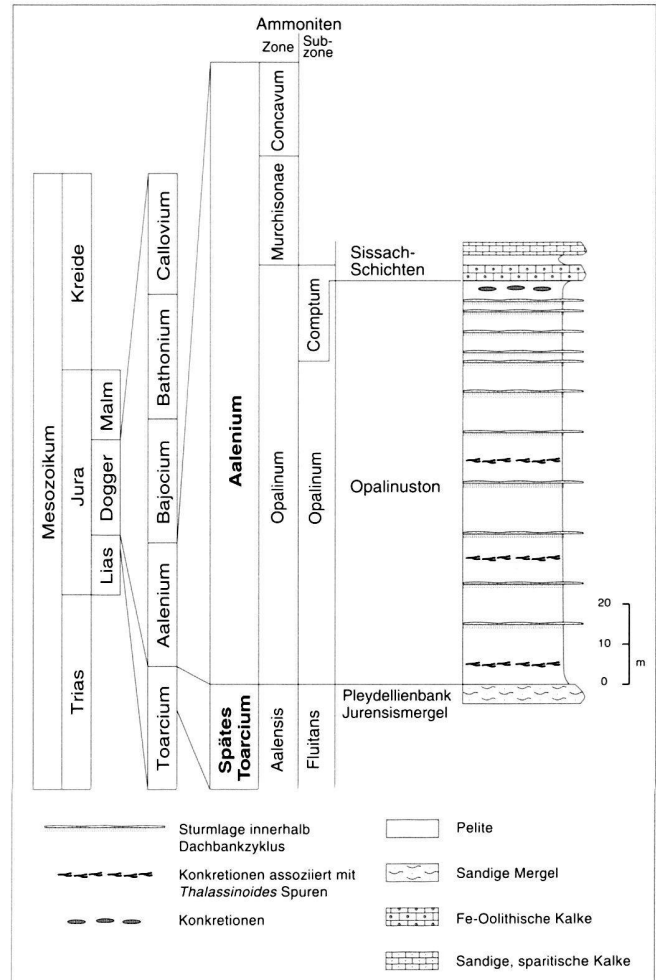 Ammoniten
Zone
Sub-
zone
Mesozoikum
Kreide
Jura
Trias
Malm
Dogger
Lias
Callovium
Bathonium
Bajocium
Aalenium
Toarcium
Aalenium
Spätes
Toarcium
Concavum
Murchisonae
Opalinum
Aalensis
Comptum
Opalinum
Fluitans
Sissach-
Schichten
Opalinuston
Pleydellienbank
Jurensismergel
20
10
0
m
Sturmlage innerhalb
Dachbankzyklus
Konkretionen assoziiert mit
Thalassinoides Spuren
Konkretionen
Pelite
Sandige Mergel
Fe-Oolithische Kalke
Sandige, sparitische Kalke